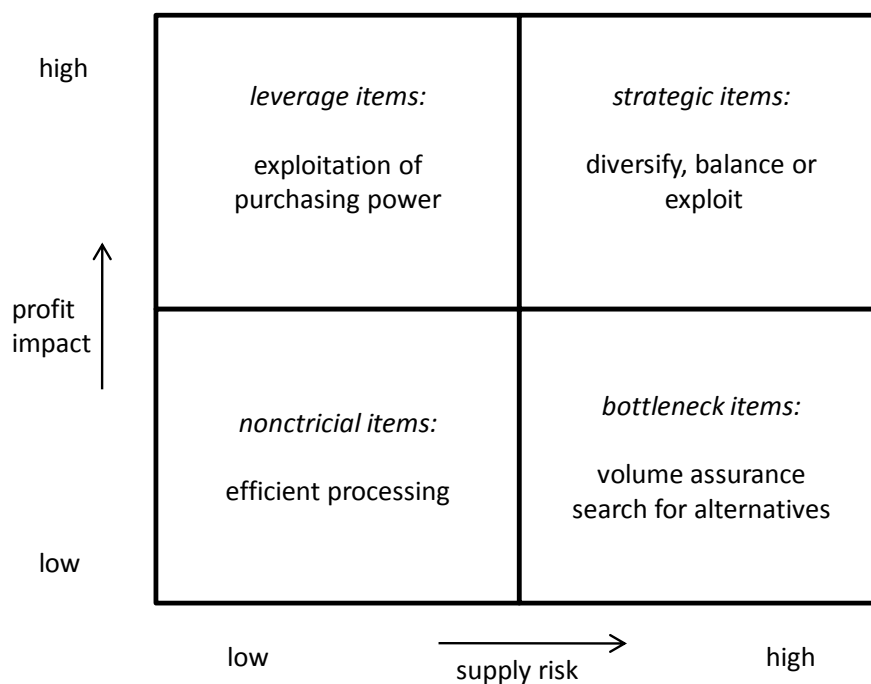 high
leverage items:
exploitation of
purchasing power
strategic items:
diversify, balance or
exploit
profit
impact
nonctricial items:
efficient processing
bottleneck items:
volume assurance
search for alternatives
low
low
supply risk
high